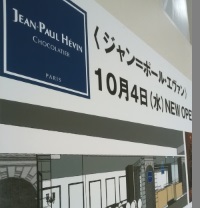 JEAN-PAUL HÉVIN
CHOCOLATIER
PARIS
〈ジャン=ポール・エヴァン〉
10月4日(水)NEW OPE